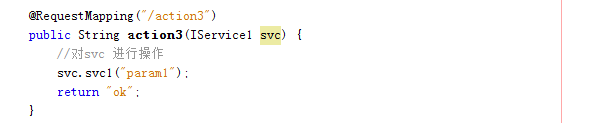 @RequestMapping("/action3")
public String action3(IService1 svc) {
//对svc 进行操作
svc.svc1("param1");
return "ok";
}